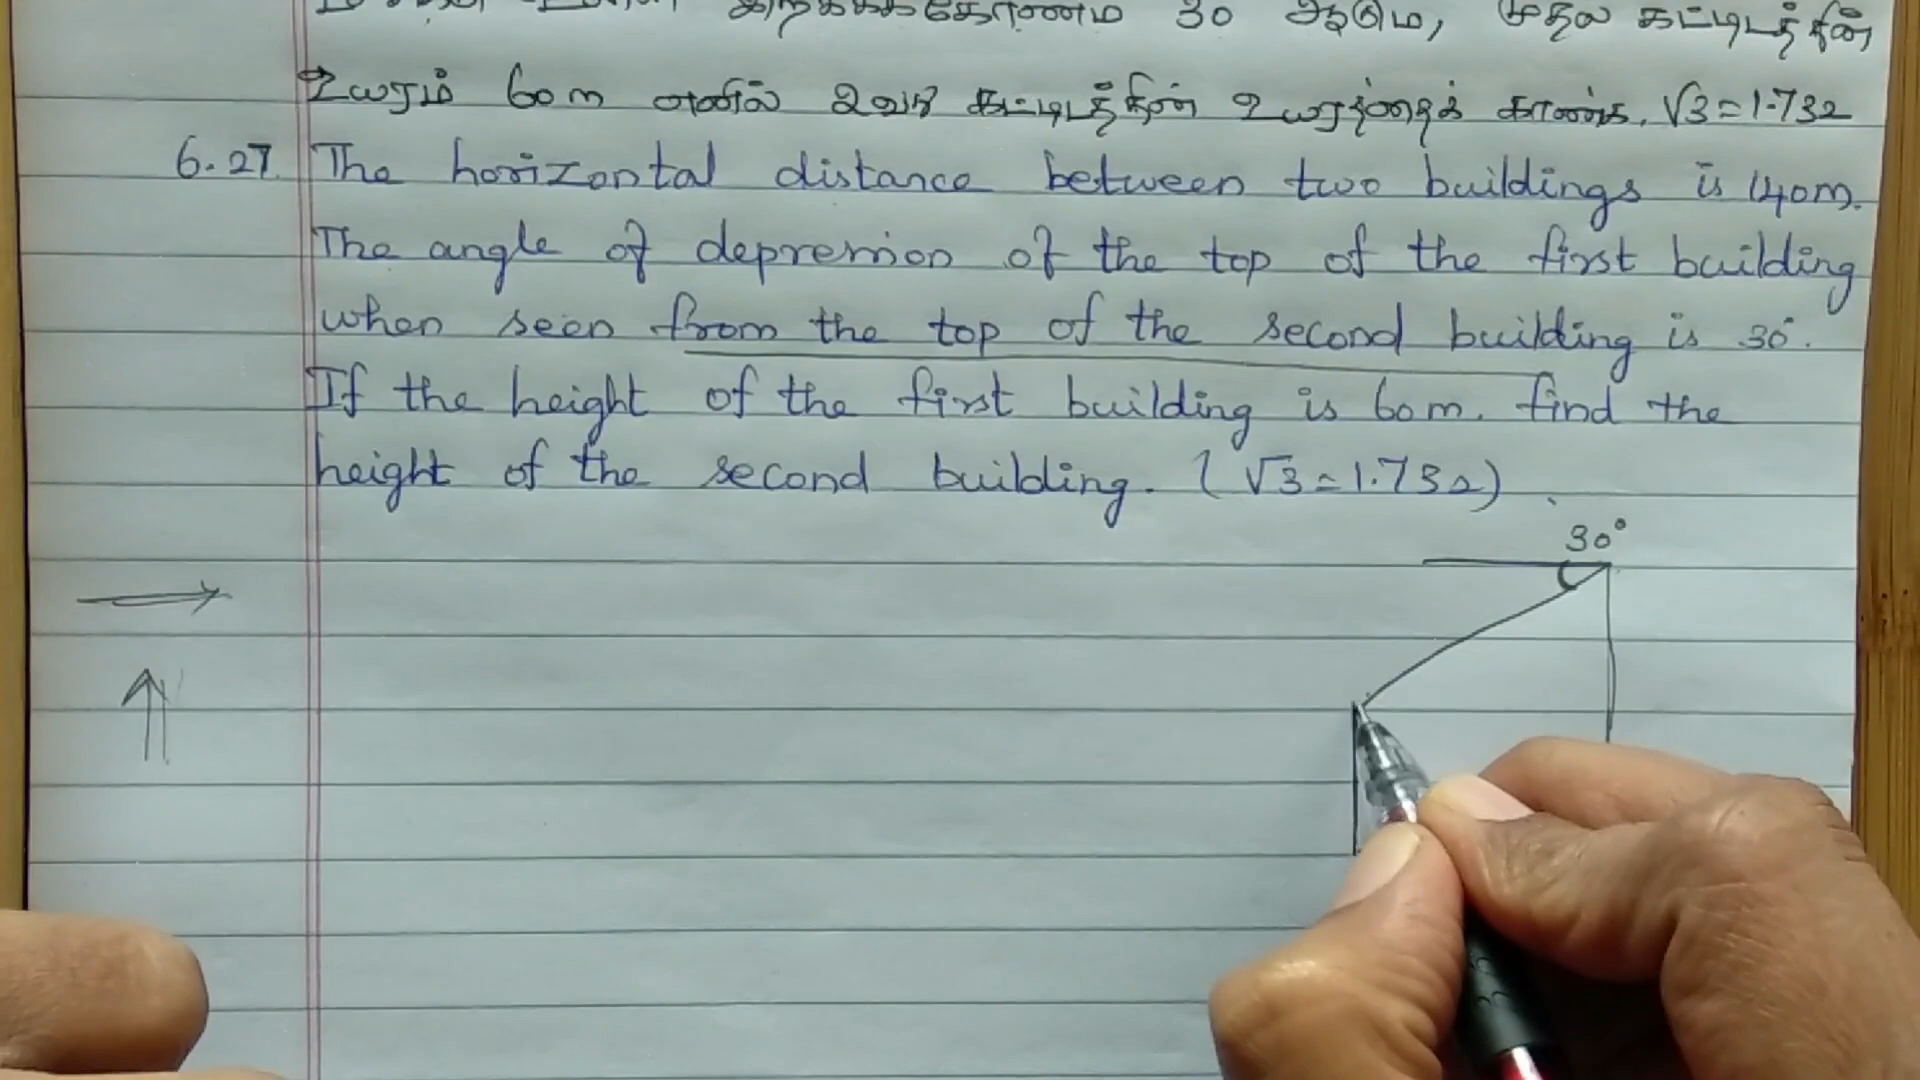 30
உயரம் 60 m எனில் 2வது கட்டிடத்தின் உயரத்தைக் காண்க. √3 = 1.732
6.27. The horizontal distance between two buildings is 140m.
The angle of depression of the top of the first building
when seen from the top of the second building is 30°.
If the height of the first building is 60m. find the
height of the second building. (√3 = 1.732)
30°